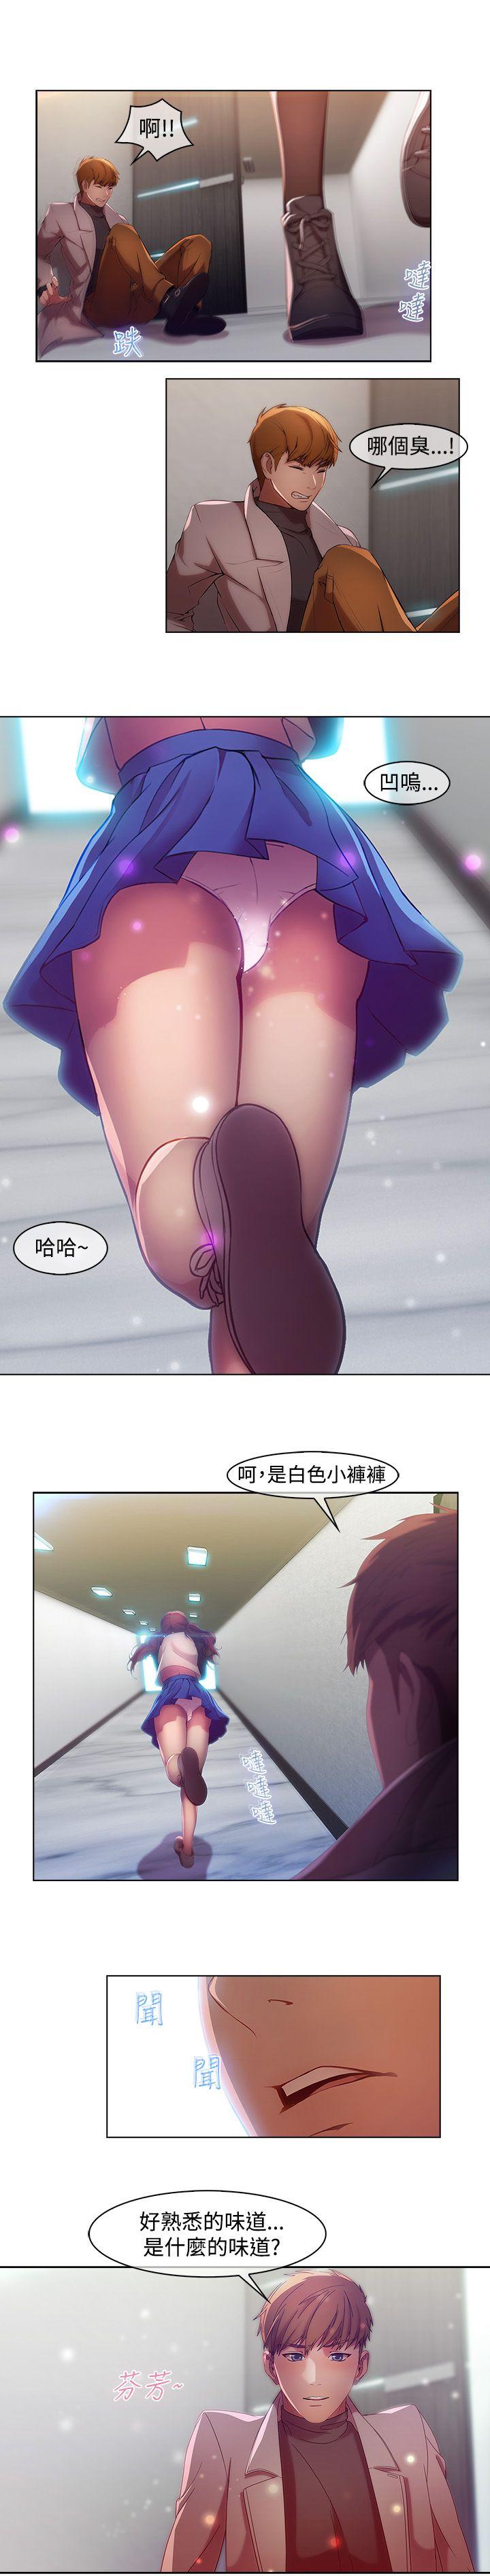 啊!!
噠
噠
跌
哪個臭...!
凹嗚...
哈哈~
呵,是白色小褲褲
噠
噠
噠
聞
聞
好熟悉的味道...
是什麼的味道?
芬芳~